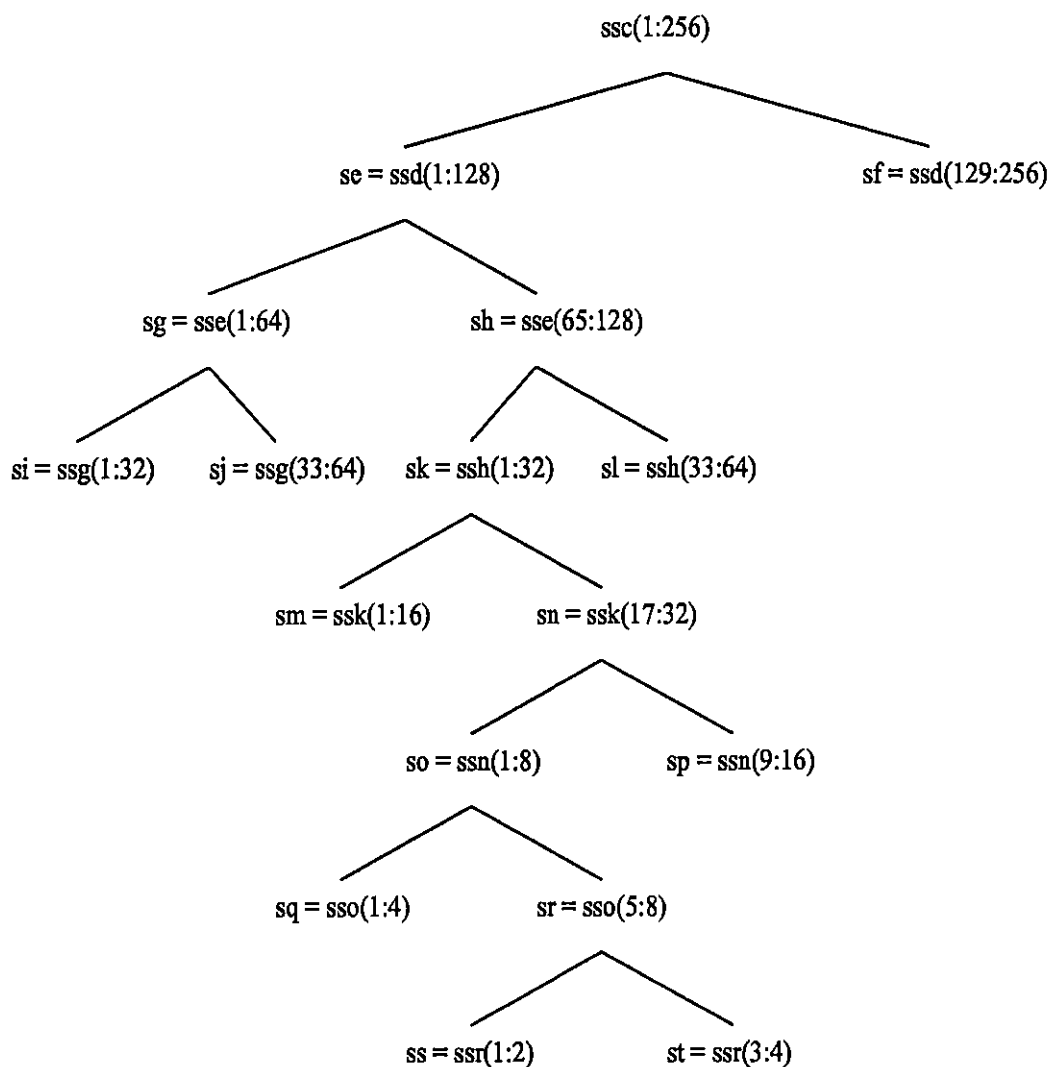 ssc(1:256)
se = ssd(1:128) sf = ssd(129:256)
sg = sse(1:64) sh = sse(65:128)
si = ssg(1:32) sj = ssg(33:64) sk = ssh(1:32) sl = ssh(33:64)
sm = ssk(1:16) sn = ssk(17:32)
so = ssn(1:8) sp = ssn(9:16)
sq = sso(1:4) sr = sso(5:8)
ss = ssr(1:2) st = ssr(3:4)